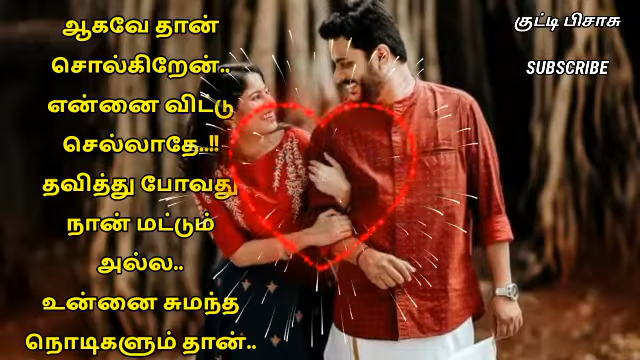 ஆகவே தான்
சொல்கிறேன்..
என்னை விட்டு
செல்லாதே..!!
தவித்து போவது
நான் மட்டும்
அல்ல..
உன்னை சுமந்த
நொடிகளும் தான்..
குட்டி பிசாசு
SUBSCRIBE